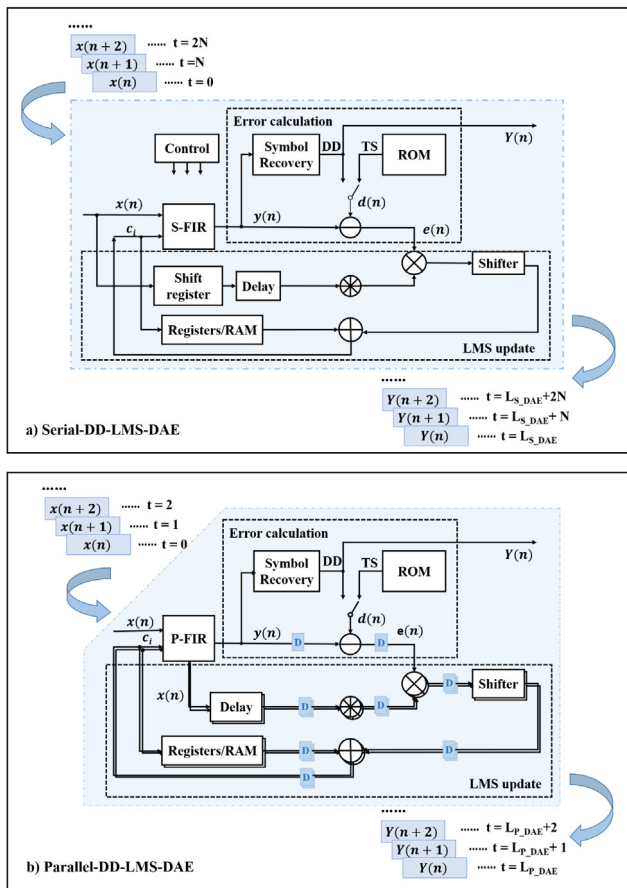 ......
x(n + 2) ...... t = 2N
x(n + 1) ...... t =N
x(n) ...... t = 0
Error calculation
Control
Symbol Recovery
DD
TS
ROM
Y(n)
d(n)
x(n)
S-FIR
y(n)
e(n)
c_i
Shifter
Shift register
Delay
Registers/RAM
LMS update
......
Y(n + 2) ...... t = L_S_DAE+2N
Y(n + 1) ...... t = L_S_DAE+ N
Y(n) ...... t = L_S_DAE
a) Serial-DD-LMS-DAE
......
x(n + 2) ...... t = 2
x(n + 1) ...... t = 1
x(n) ...... t = 0
Error calculation
Symbol Recovery
DD
TS
ROM
Y(n)
d(n)
x(n)
c_i
P-FIR
y(n)
D
D
e(n)
x(n)
Delay
D
D
D
Shifter
Registers/RAM
D
D
D
LMS update
......
Y(n + 2) ...... t = L_P_DAE+2
Y(n + 1) ...... t = L_P_DAE+ 1
Y(n) ...... t = L_P_DAE
b) Parallel-DD-LMS-DAE